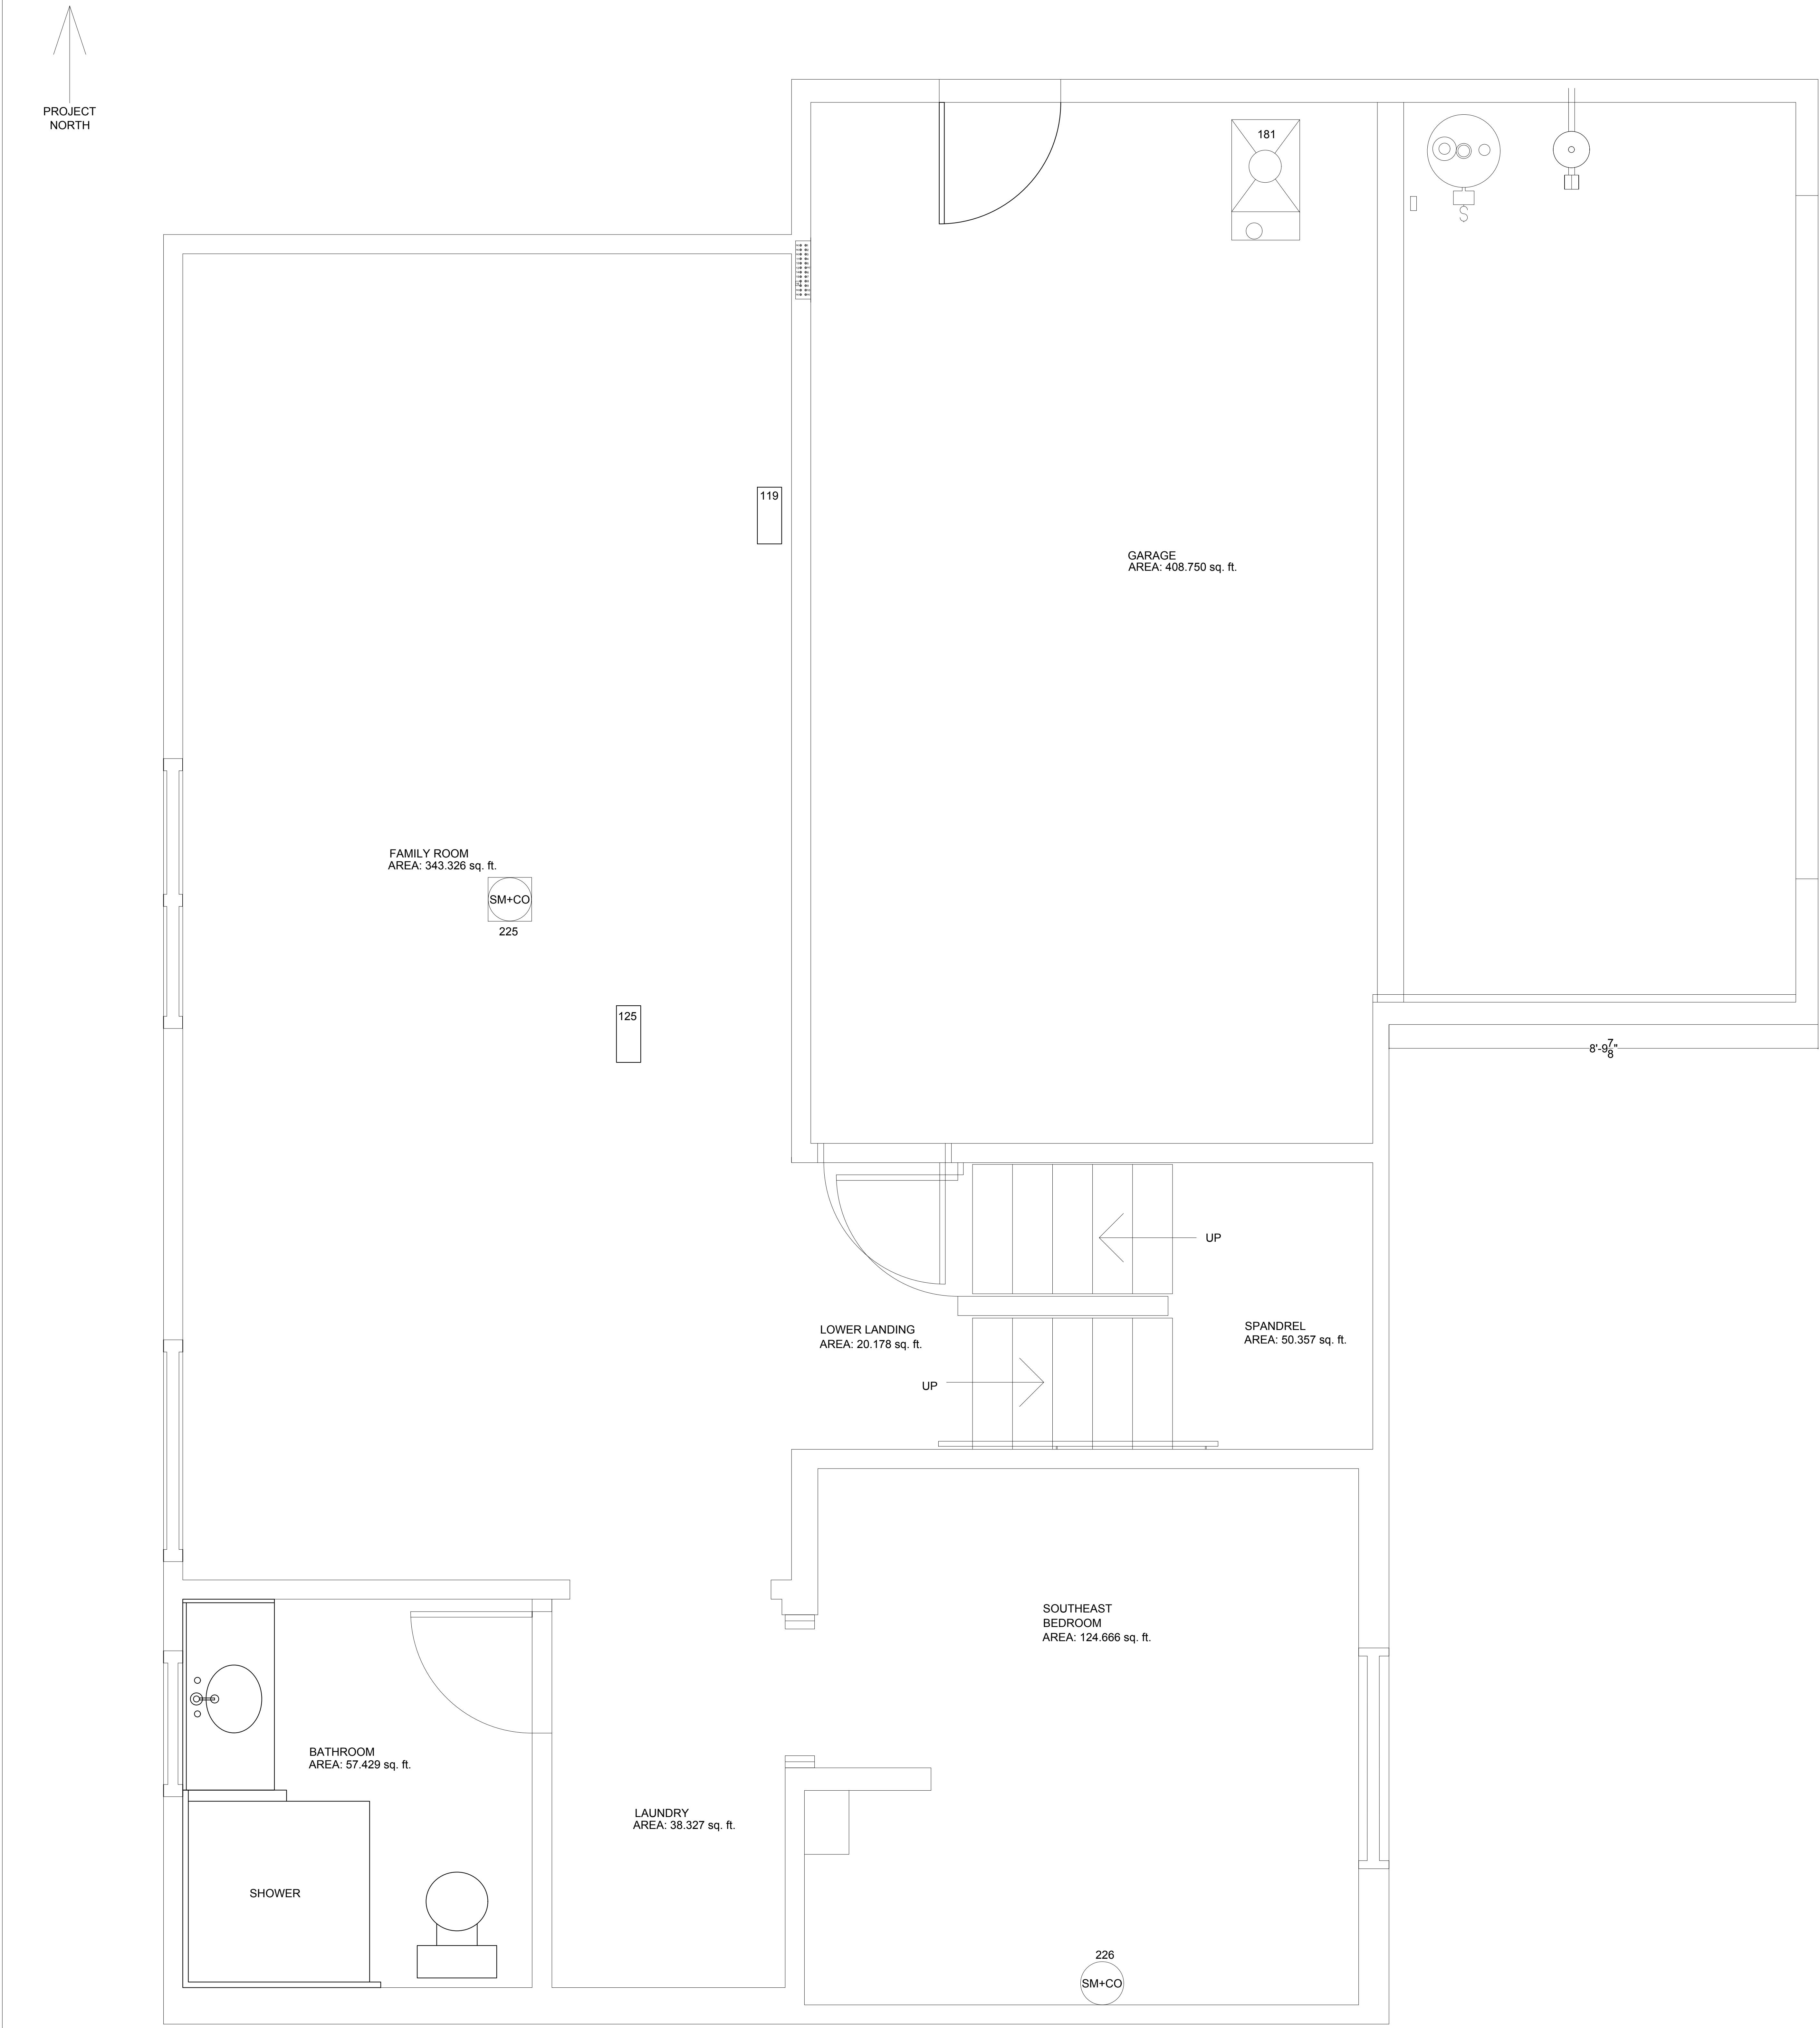 PROJECT
NORTH
181
119
GARAGE
AREA: 408.750 sq. ft.
FAMILY ROOM
AREA: 343.326 sq. ft.
SM+CO
225
125
8'-9 7/8"
UP
LOWER LANDING
AREA: 20.178 sq. ft.
SPANDREL
AREA: 50.357 sq. ft.
UP
SOUTHEAST
BEDROOM
AREA: 124.666 sq. ft.
BATHROOM
AREA: 57.429 sq. ft.
LAUNDRY
AREA: 38.327 sq. ft.
SHOWER
226
SM+CO